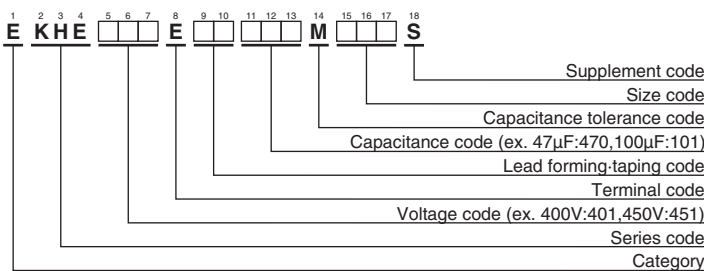 1 2 3 4 5 6 7 8 9 10 11 12 13 14 15 16 17 18
E KHE □□□ E □□ □□□ M □□□ S
Supplement code
Size code
Capacitance tolerance code
Capacitance code (ex. 47µF:470,100µF:101)
Lead forming·taping code
Terminal code
Voltage code (ex. 400V:401,450V:451)
Series code
Category